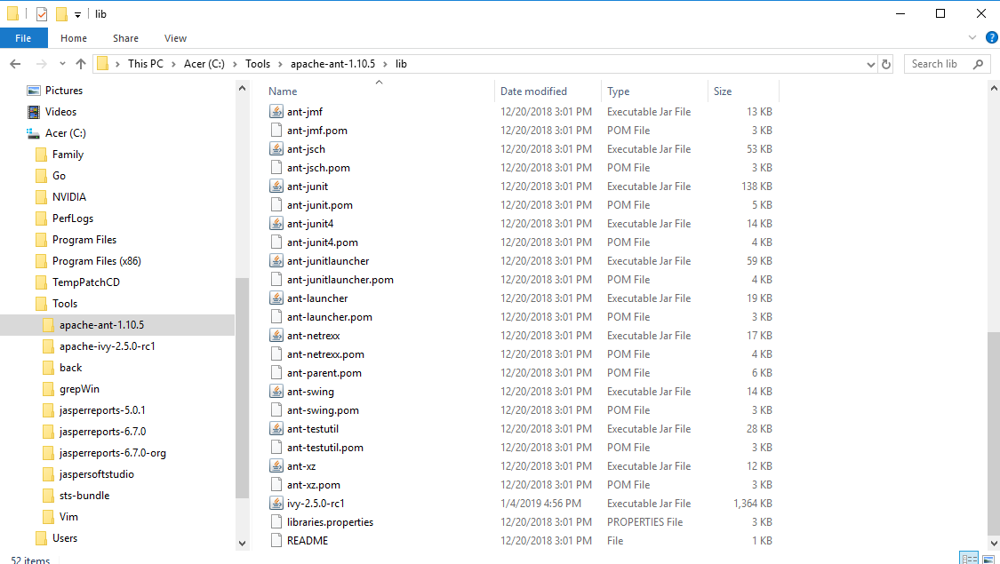 lib
File Home Share View
This PC Acer (C:) Tools apache-ant-1.10.5 lib Search lib
Pictures
Videos
Acer (C:)
Family
Go
NVIDIA
PerfLogs
Program Files
Program Files (x86)
TempPatchCD
Tools
apache-ant-1.10.5
apache-ivy-2.5.0-rc1
back
grepWin
jasperreports-5.0.1
jasperreports-6.7.0
jasperreports-6.7.0-org
jaspersoftstudio
sts-bundle
Vim
Users
Name Date modified Type Size
ant-jmf 12/20/2018 3:01 PM Executable Jar File 13 KB
ant-jmf.pom 12/20/2018 3:01 PM POM File 3 KB
ant-jsch 12/20/2018 3:01 PM Executable Jar File 53 KB
ant-jsch.pom 12/20/2018 3:01 PM POM File 3 KB
ant-junit 12/20/2018 3:01 PM Executable Jar File 138 KB
ant-junit.pom 12/20/2018 3:01 PM POM File 5 KB
ant-junit4 12/20/2018 3:01 PM Executable Jar File 14 KB
ant-junit4.pom 12/20/2018 3:01 PM POM File 4 KB
ant-junitlauncher 12/20/2018 3:01 PM Executable Jar File 59 KB
ant-junitlauncher.pom 12/20/2018 3:01 PM POM File 4 KB
ant-launcher 12/20/2018 3:01 PM Executable Jar File 19 KB
ant-launcher.pom 12/20/2018 3:01 PM POM File 3 KB
ant-netrexx 12/20/2018 3:01 PM Executable Jar File 17 KB
ant-netrexx.pom 12/20/2018 3:01 PM POM File 4 KB
ant-parent.pom 12/20/2018 3:01 PM POM File 6 KB
ant-swing 12/20/2018 3:01 PM Executable Jar File 14 KB
ant-swing.pom 12/20/2018 3:01 PM POM File 3 KB
ant-testutil 12/20/2018 3:01 PM Executable Jar File 28 KB
ant-testutil.pom 12/20/2018 3:01 PM POM File 3 KB
ant-xz 12/20/2018 3:01 PM Executable Jar File 12 KB
ant-xz.pom 12/20/2018 3:01 PM POM File 3 KB
ivy-2.5.0-rc1 1/4/2019 4:56 PM Executable Jar File 1,364 KB
libraries.properties 12/20/2018 3:01 PM PROPERTIES File 3 KB
README 12/20/2018 3:01 PM File 1 KB
52 items